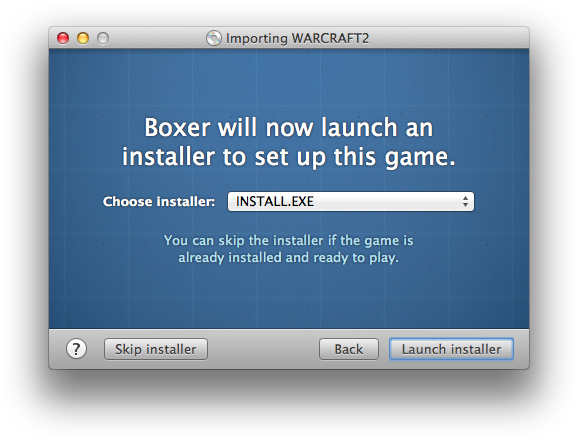 Importing WARCRAFT2
Boxer will now launch an
installer to set up this game.
Choose installer: INSTALL.EXE
You can skip the installer if the game is
already installed and ready to play.
? Skip installer Back Launch installer